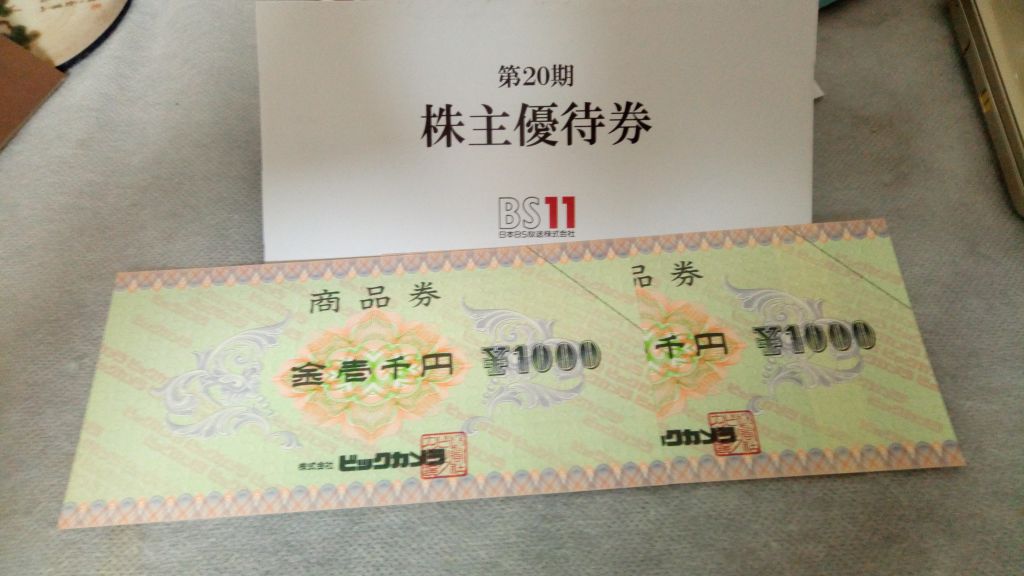 第20期
株主優待券
BS11
日本BS放送株式会社
商品券
金壱千円 ¥1000
株式会社 ビックカメラ
品券
千円 ¥1000
クカメラ